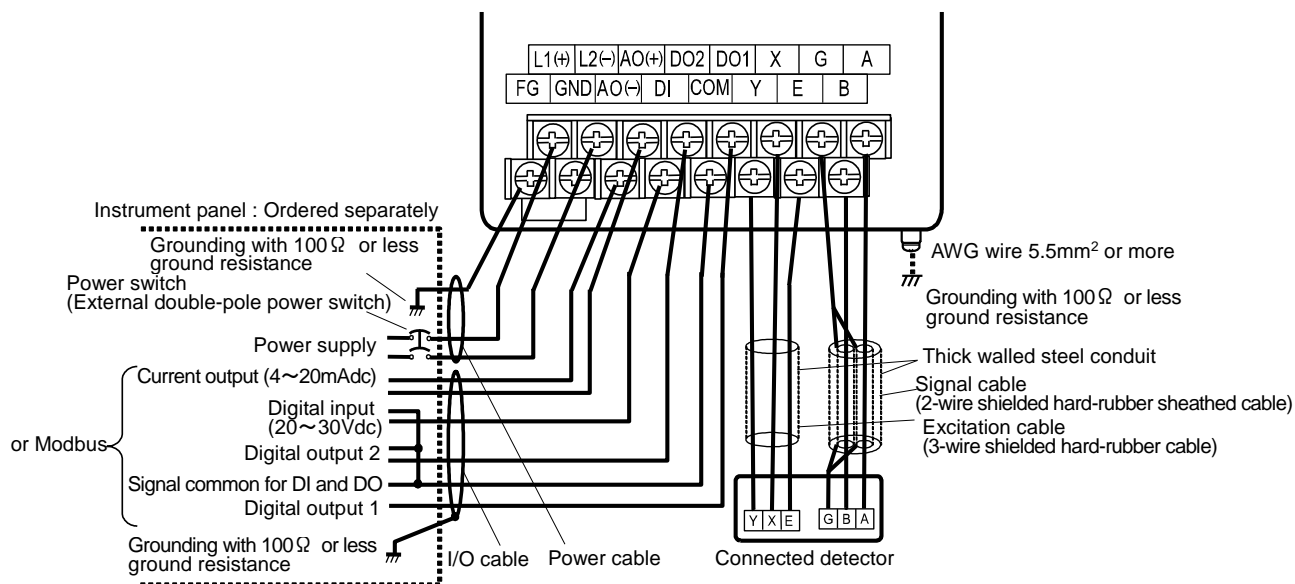 L1(+) L2(−) AO(+) DO2 DO1 X G A
FG GND AO(−) DI COM Y E B
Instrument panel : Ordered separately
Grounding with 100Ω or less
ground resistance
Power switch
(External double-pole power switch)
Power supply
Current output (4〜20mAdc)
Digital input
(20〜30Vdc)
or Modbus
Digital output 2
Signal common for DI and DO
Digital output 1
Grounding with 100Ω or less
ground resistance
I/O cable
Power cable
AWG wire 5.5mm² or more
Grounding with 100Ω or less
ground resistance
Thick walled steel conduit
Signal cable
(2-wire shielded hard-rubber sheathed cable)
Excitation cable
(3-wire shielded hard-rubber cable)
Y X E G B A
Connected detector